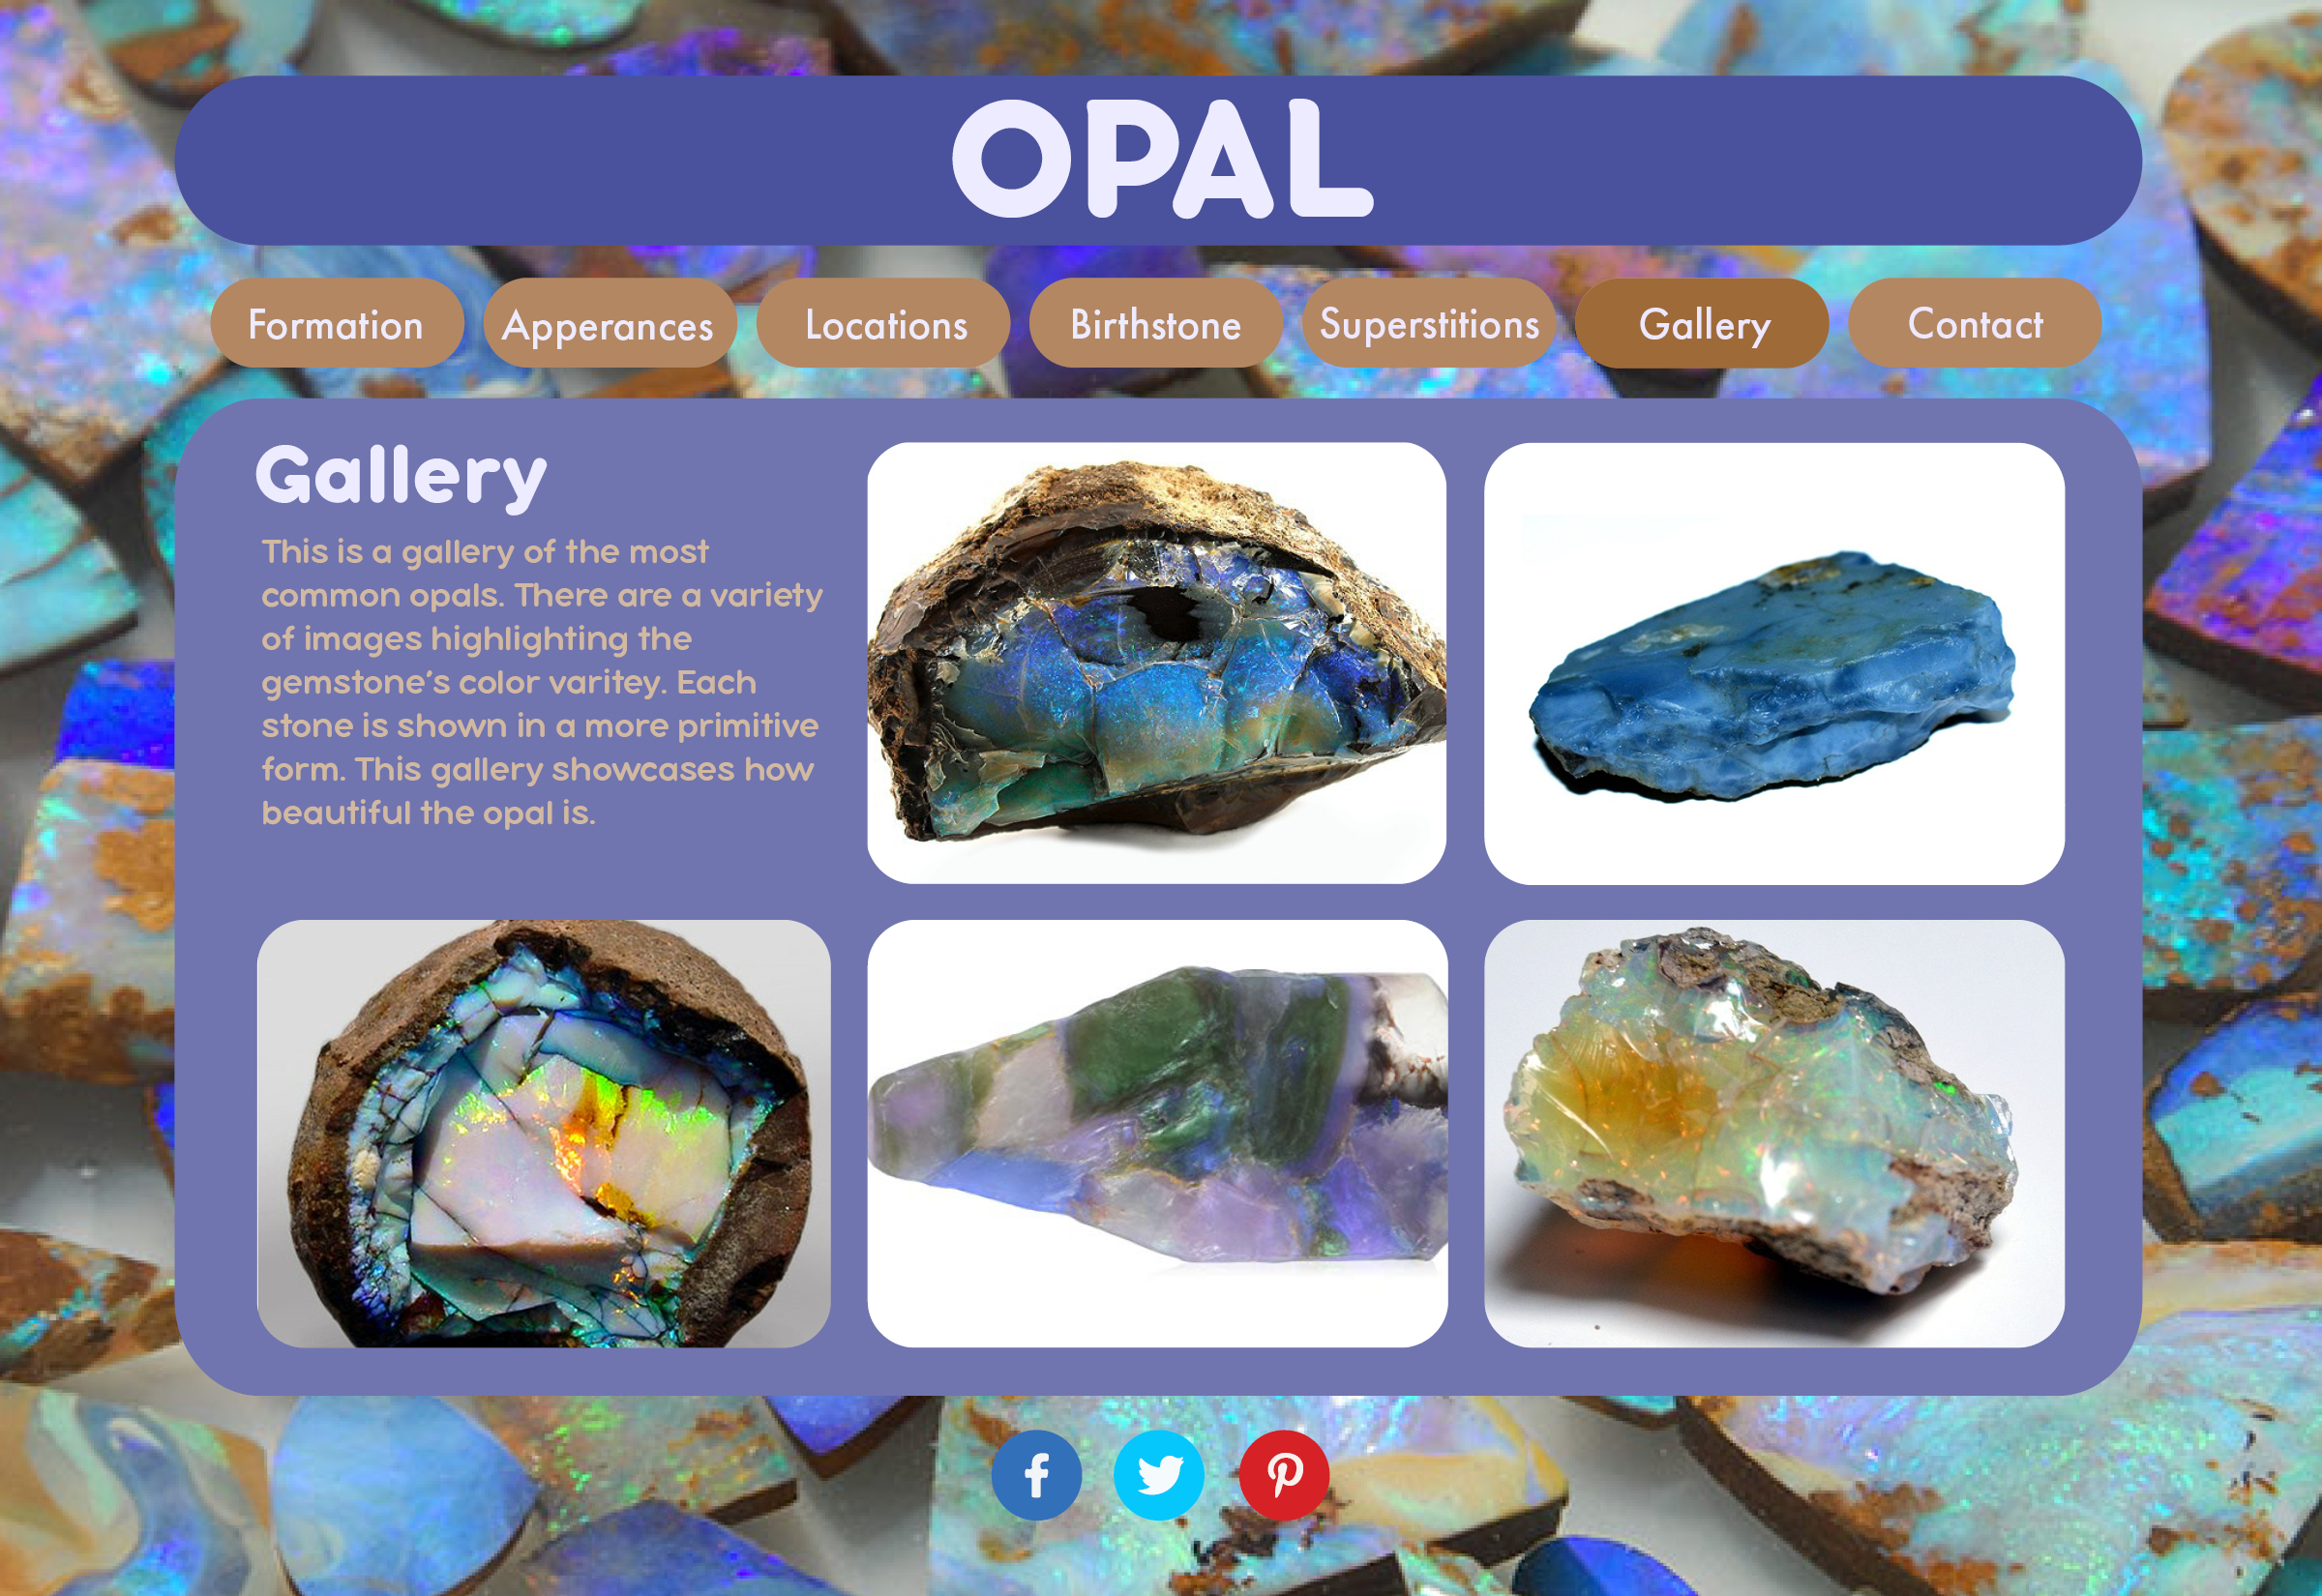 OPAL
Formation
Apperances
Locations
Birthstone
Superstitions
Gallery
Contact
Gallery
This is a gallery of the most
common opals. There are a variety
of images highlighting the
gemstone's color varitey. Each
stone is shown in a more primitive
form. This gallery showcases how
beautiful the opal is.